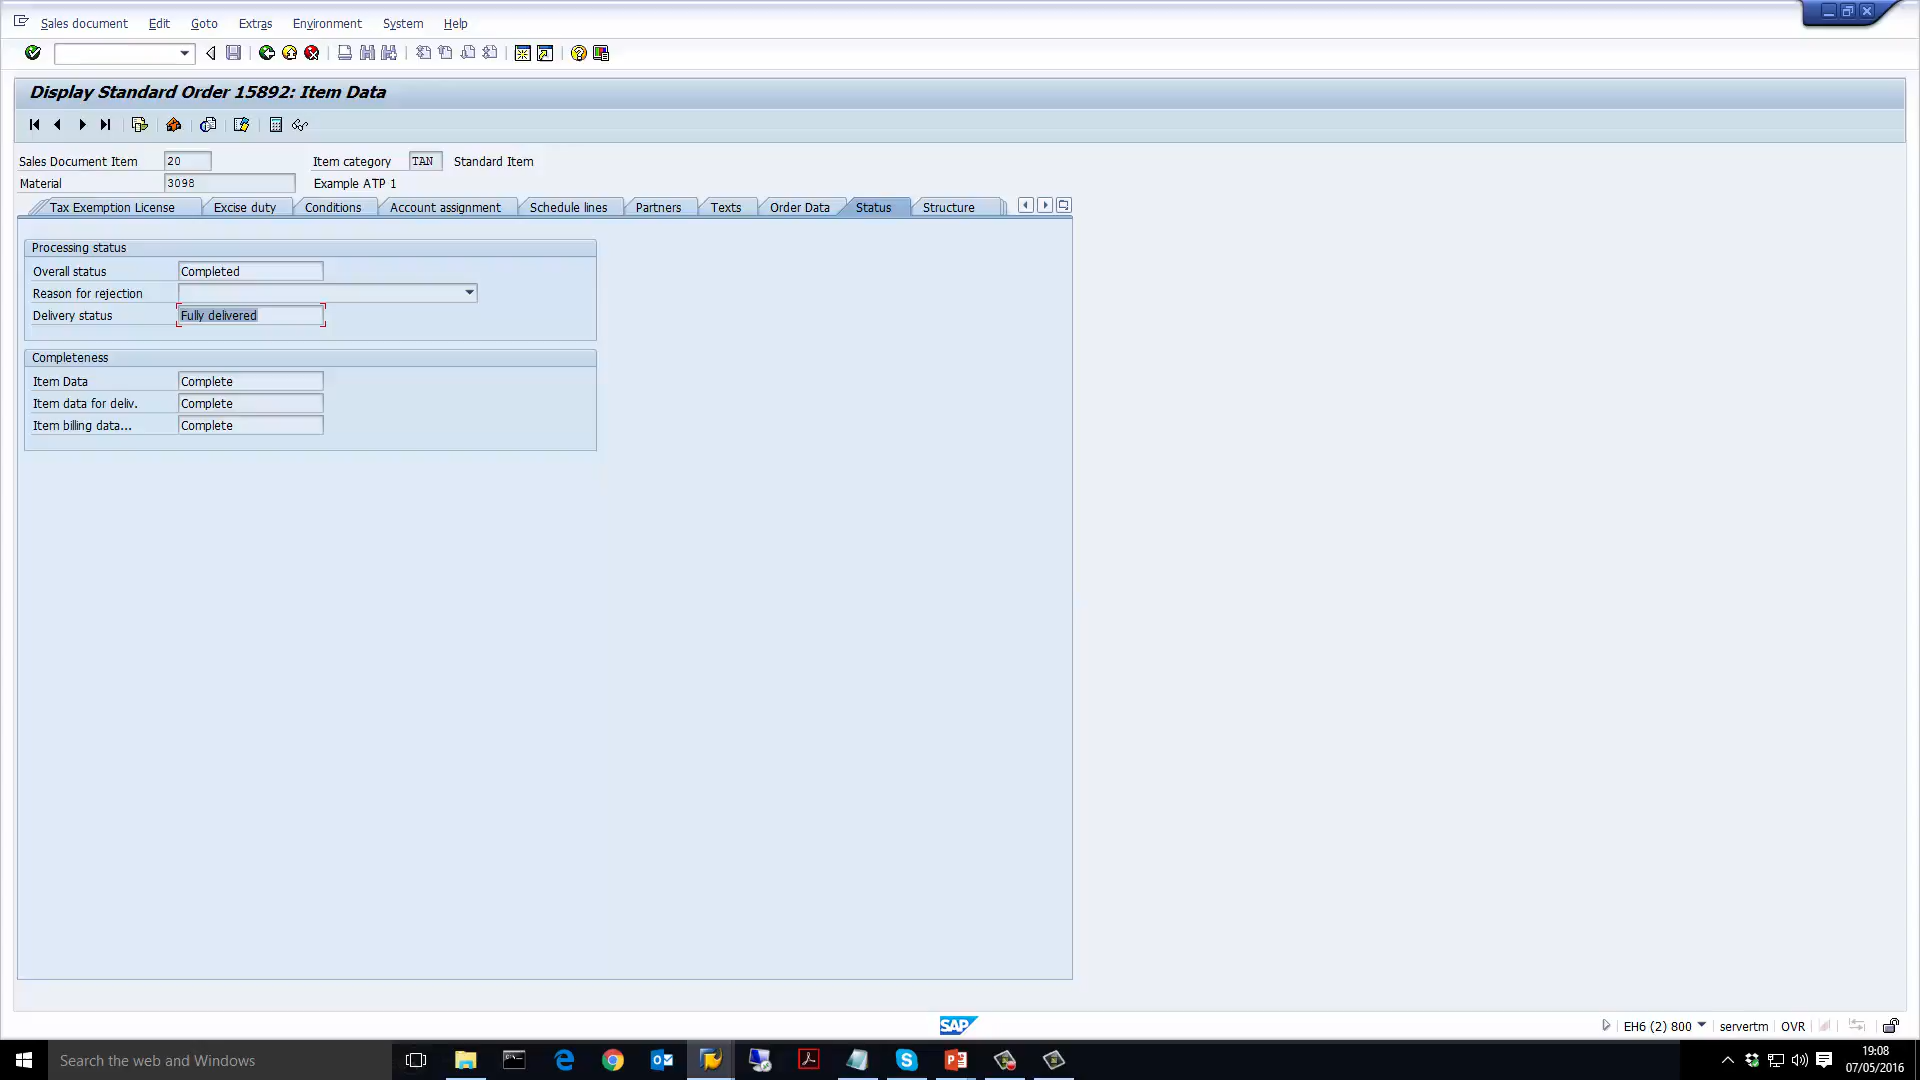 Sales document Edit Goto Extras Environment System Help
Display Standard Order 15892: Item Data
Sales Document Item 20 Item category TAN Standard Item
Material 3098 Example ATP 1
Tax Exemption License Excise duty Conditions Account assignment Schedule lines Partners Texts Order Data Status Structure
Processing status
Overall status Completed
Reason for rejection
Delivery status Fully delivered
Completeness
Item Data Complete
Item data for deliv. Complete
Item billing data... Complete
SAP
EH6 (2) 800 servertm OVR
Search the web and Windows
19:08
07/05/2016